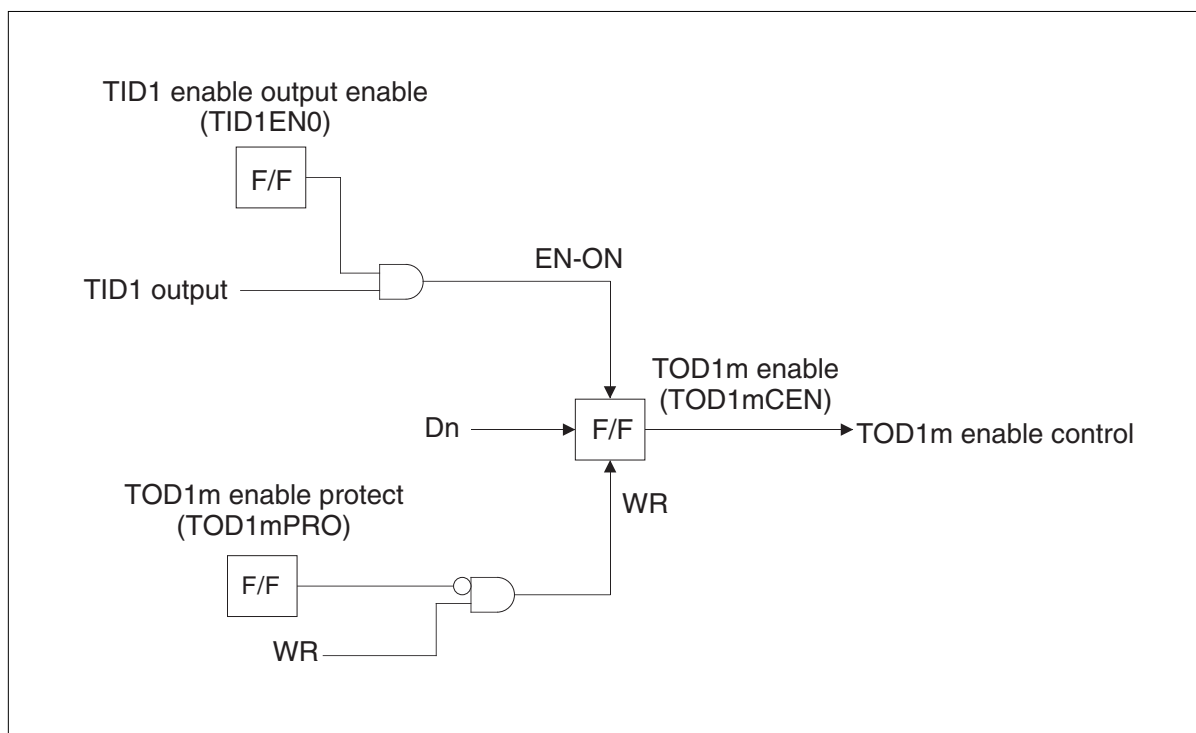 TID1 enable output enable
(TID1EN0)
F/F
EN-ON
TID1 output
TOD1m enable
(TOD1mCEN)
Dn
F/F
TOD1m enable control
TOD1m enable protect
(TOD1mPRO)
WR
F/F
WR